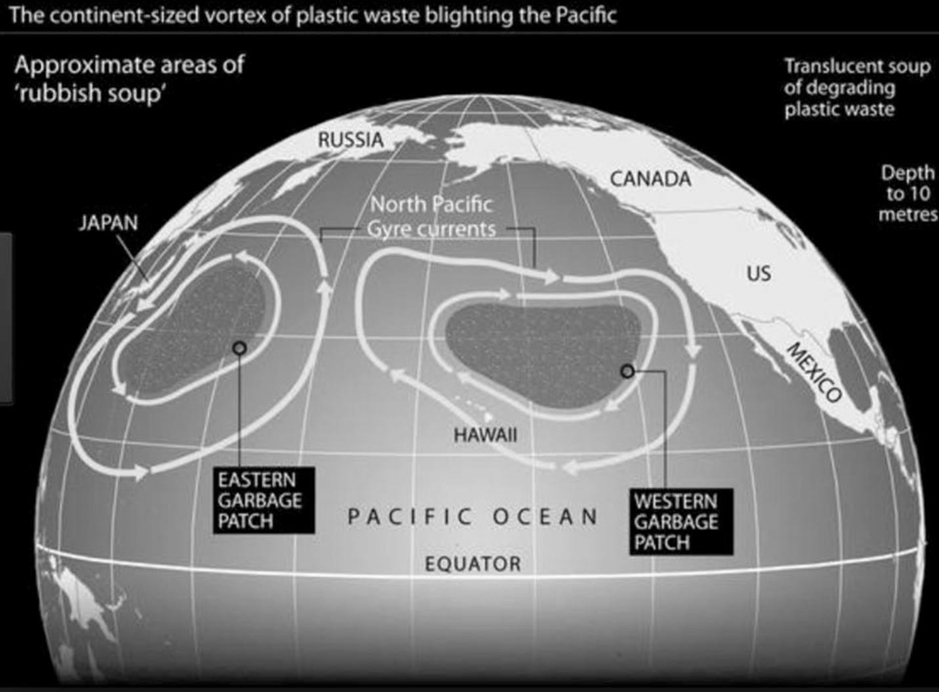 The continent-sized vortex of plastic waste blighting the Pacific
Approximate areas of
'rubbish soup'
Translucent soup
of degrading
plastic waste
RUSSIA
CANADA
Depth
to 10
metres
North Pacific
Gyre currents
JAPAN
US
MEXICO
HAWAII
EASTERN
GARBAGE
PATCH
PACIFIC OCEAN
WESTERN
GARBAGE
PATCH
EQUATOR